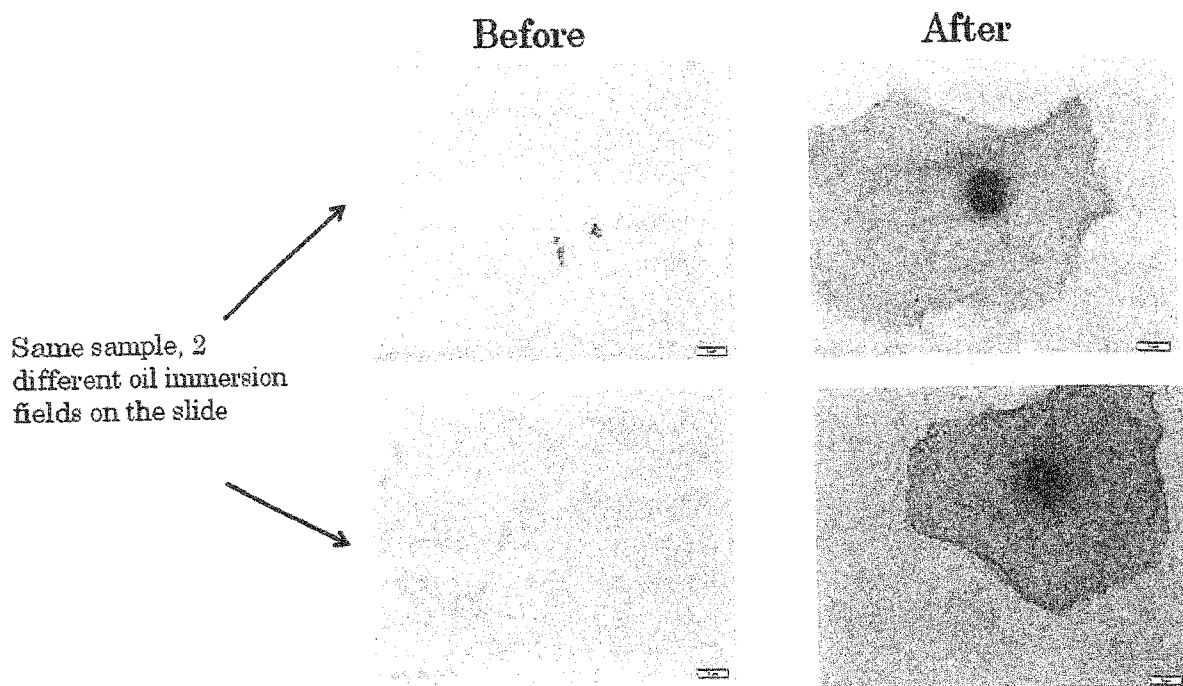 Before
After
Same sample, 2
different oil immersion
fields on the slide